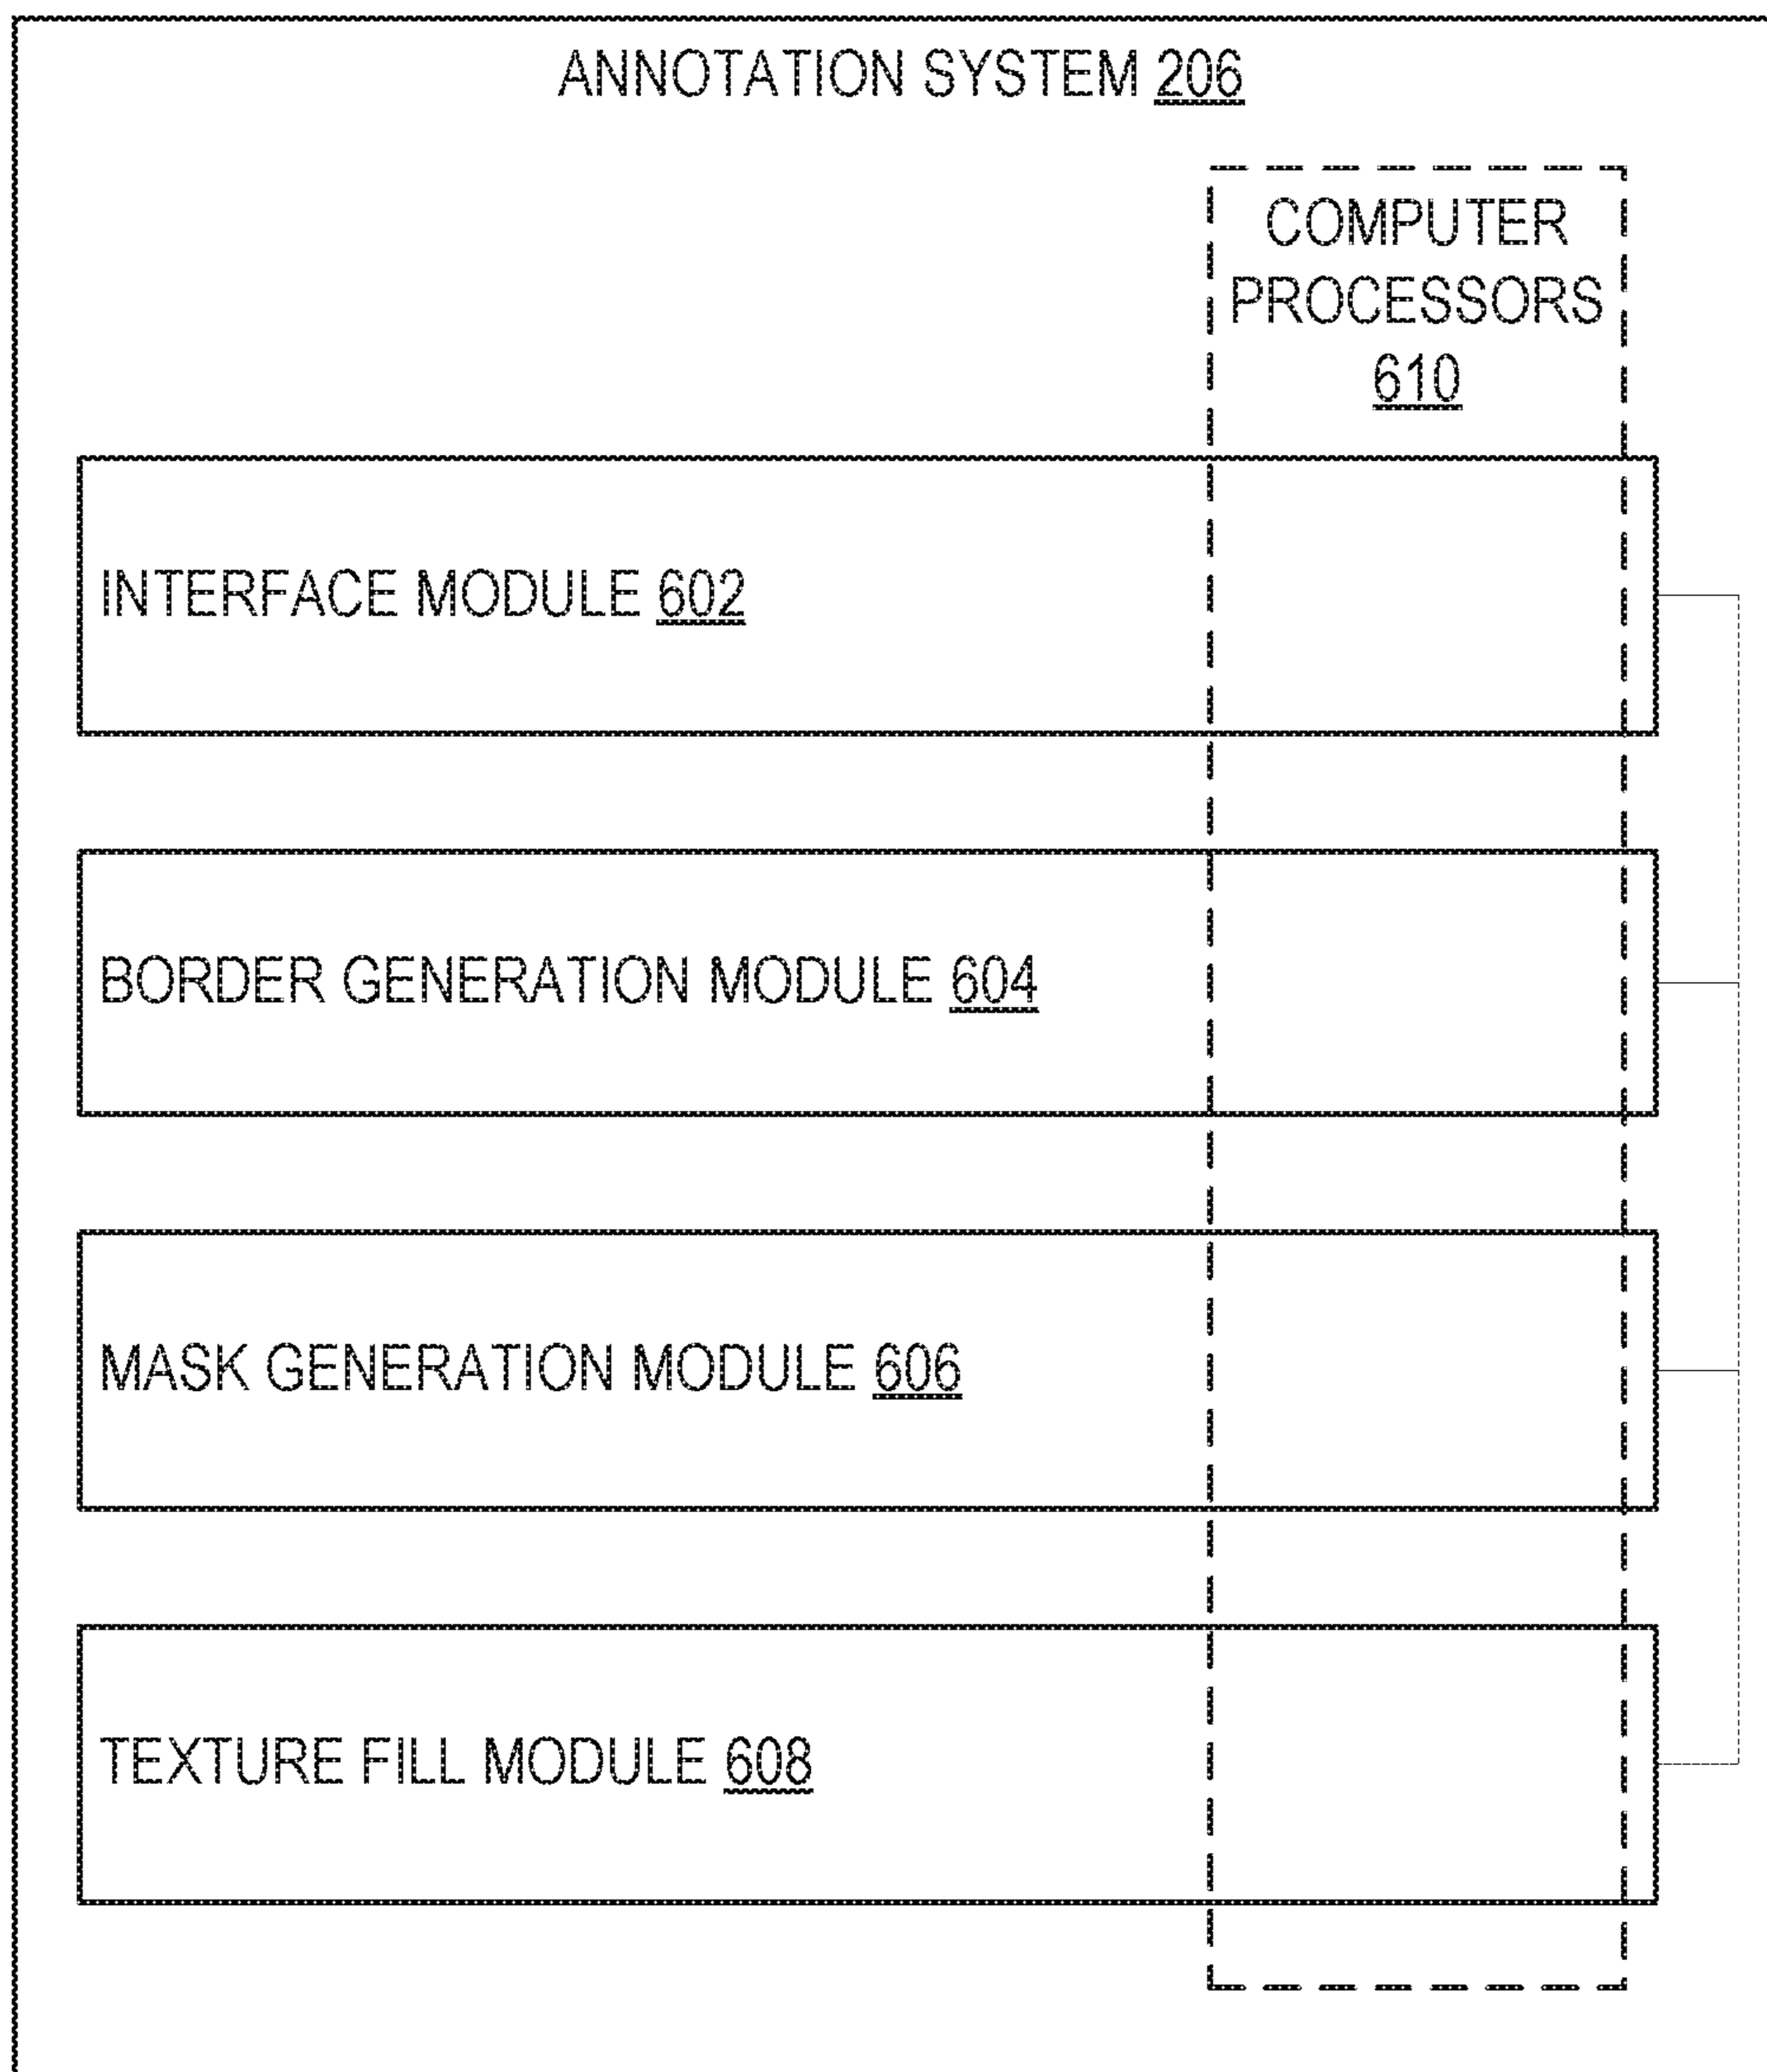 ANNOTATION SYSTEM 206
COMPUTER
PROCESSORS
610
INTERFACE MODULE 602
BORDER GENERATION MODULE 604
MASK GENERATION MODULE 606
TEXTURE FILL MODULE 608